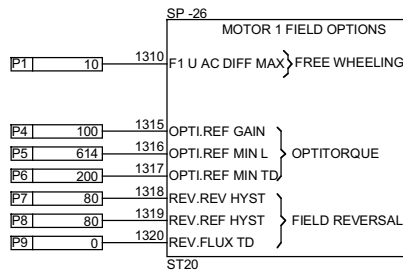 SP -26
MOTOR 1 FIELD OPTIONS
P1 10 1310 F1 U AC DIFF MAX FREE WHEELING
P4 100 1315 OPTI.REF GAIN
P5 614 1316 OPTI.REF MIN L OPTITORQUE
P6 200 1317 OPTI.REF MIN TD
P7 80 1318 REV.REV HYST
P8 80 1319 REV.REF HYST FIELD REVERSAL
P9 0 1320 REV.FLUX TD
ST20